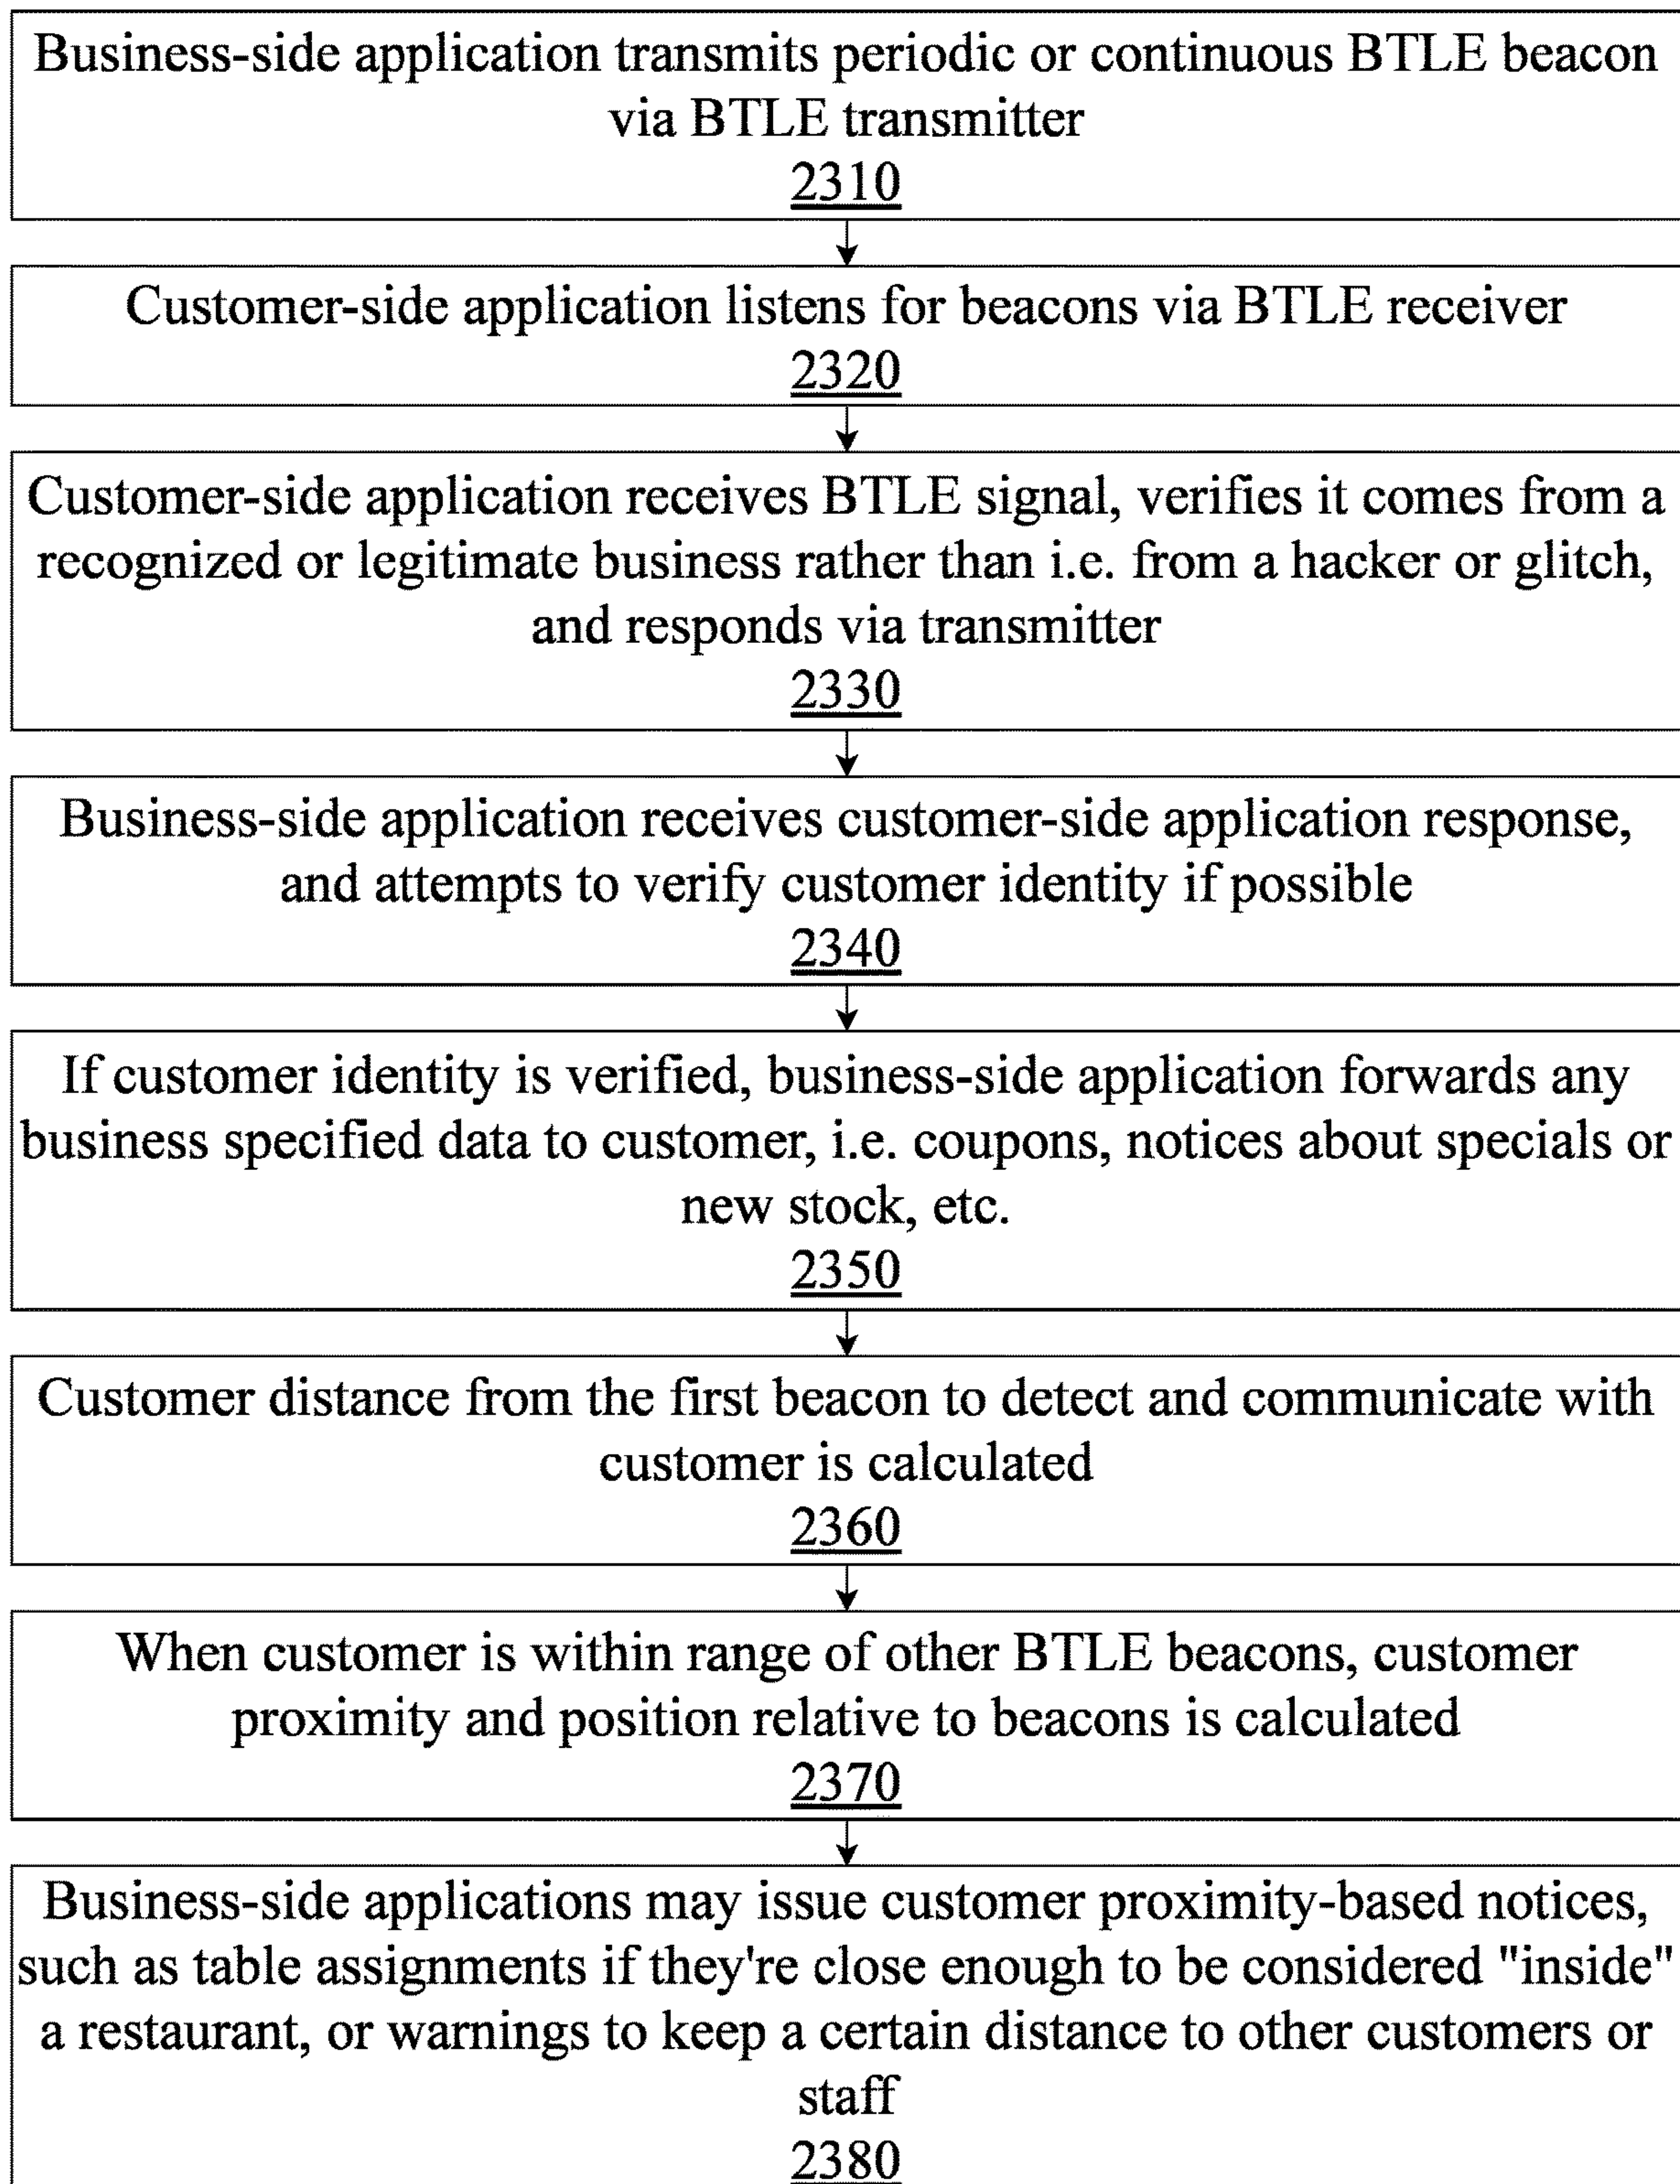 Business-side application transmits periodic or continuous BTLE beacon
via BTLE transmitter
2310
Customer-side application listens for beacons via BTLE receiver
2320
Customer-side application receives BTLE signal, verifies it comes from a
recognized or legitimate business rather than i.e. from a hacker or glitch,
and responds via transmitter
2330
Business-side application receives customer-side application response,
and attempts to verify customer identity if possible
2340
If customer identity is verified, business-side application forwards any
business specified data to customer, i.e. coupons, notices about specials or
new stock, etc.
2350
Customer distance from the first beacon to detect and communicate with
customer is calculated
2360
When customer is within range of other BTLE beacons, customer
proximity and position relative to beacons is calculated
2370
Business-side applications may issue customer proximity-based notices,
such as table assignments if they're close enough to be considered "inside"
a restaurant, or warnings to keep a certain distance to other customers or
staff
2380